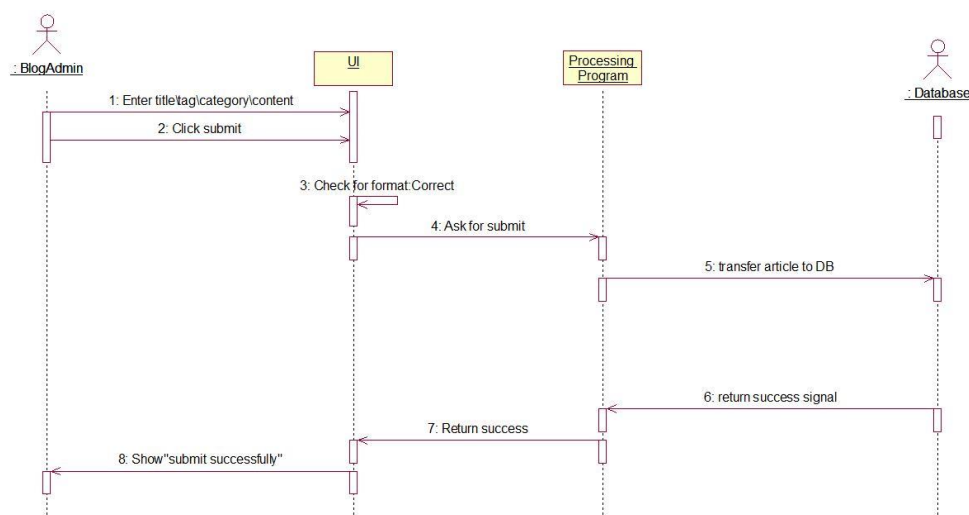 : BlogAdmin
UI
Processing
Program
: Database
1: Enter title\tag\category\content
2: Click submit
3: Check for format:Correct
4: Ask for submit
5: transfer article to DB
6: return success signal
7: Return success
8: Show"submit successfully"